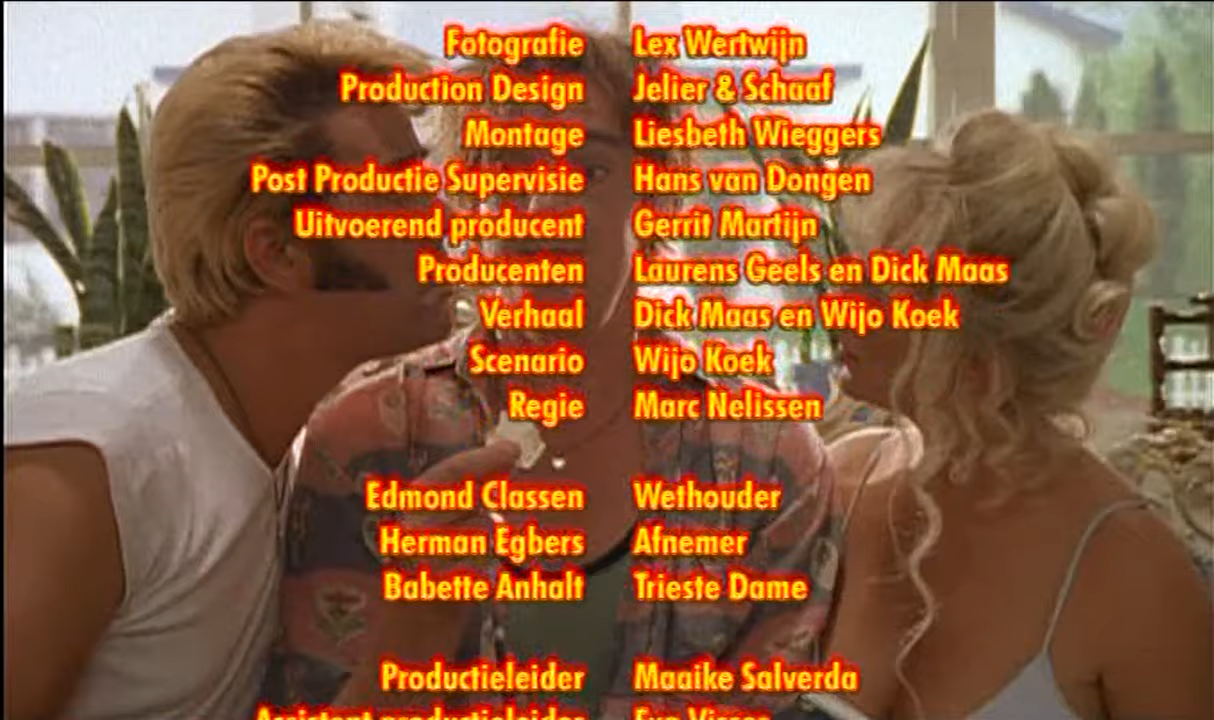 Fotografie Lex Wertwijn
Production Design Jelier & Schaaf
Montage Liesbeth Wieggers
Post Productie Supervisie Hans van Dongen
Uitvoerend producent Gerrit Martijn
Producenten Laurens Geels en Dick Maas
Verhaal Dick Maas en Wijo Koek
Scenario Wijo Koek
Regie Marc Nelissen
Edmond Classen Wethouder
Herman Egbers Afnemer
Babette Anhalt Trieste Dame
Productieleider Maaike Salverda
Assistent productieleider